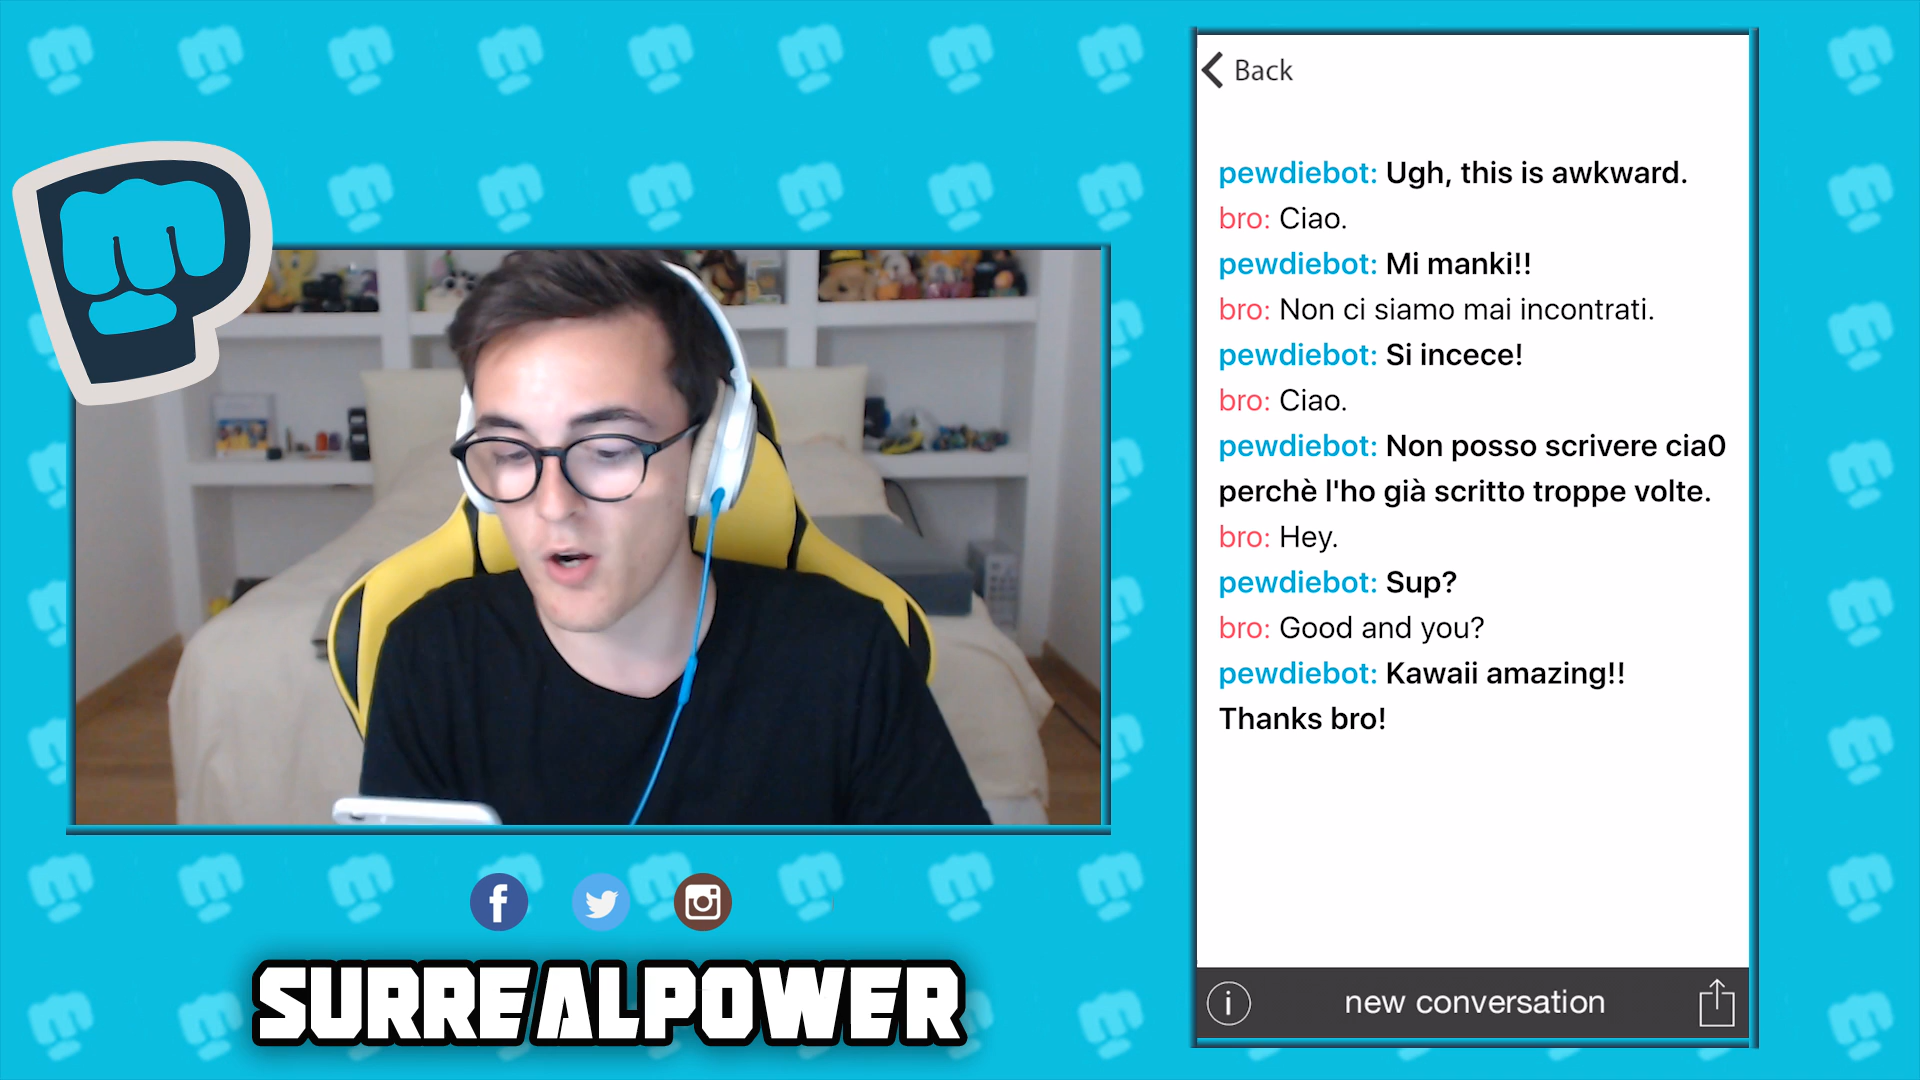 Back
pewdiebot: Ugh, this is awkward.
bro: Ciao.
pewdiebot: Mi manki!!
bro: Non ci siamo mai incontrati.
pewdiebot: Si incece!
bro: Ciao.
pewdiebot: Non posso scrivere cia0
perchè l'ho già scritto troppe volte.
bro: Hey.
pewdiebot: Sup?
bro: Good and you?
pewdiebot: Kawaii amazing!!
Thanks bro!
new conversation
SURREALPOWER